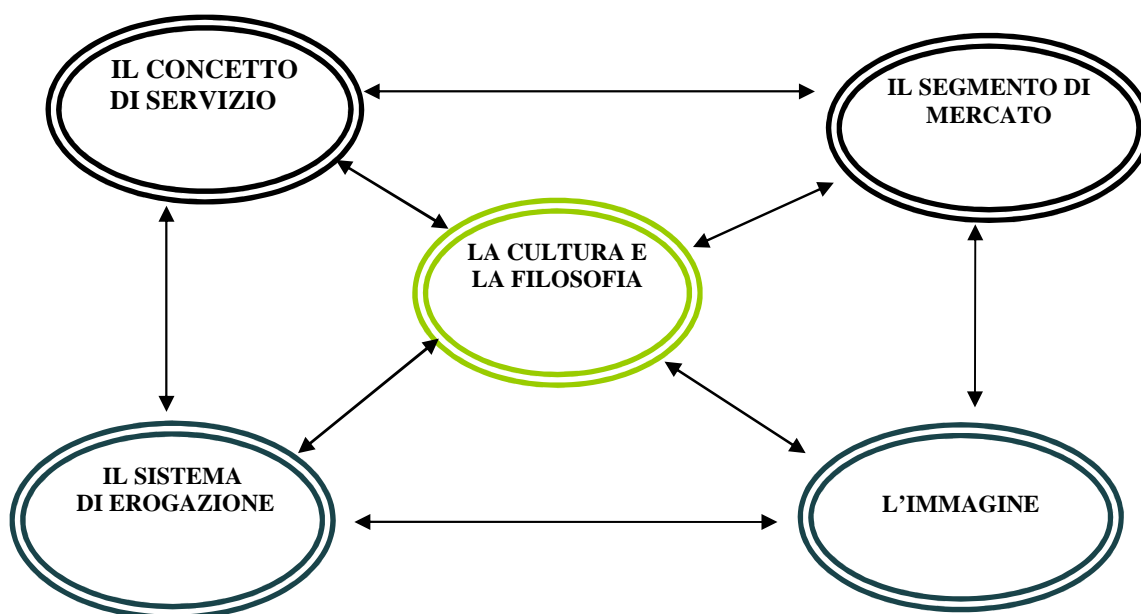 IL CONCETTO
DI SERVIZIO
IL SEGMENTO DI
MERCATO
LA CULTURA E
LA FILOSOFIA
IL SISTEMA
DI EROGAZIONE
L’IMMAGINE